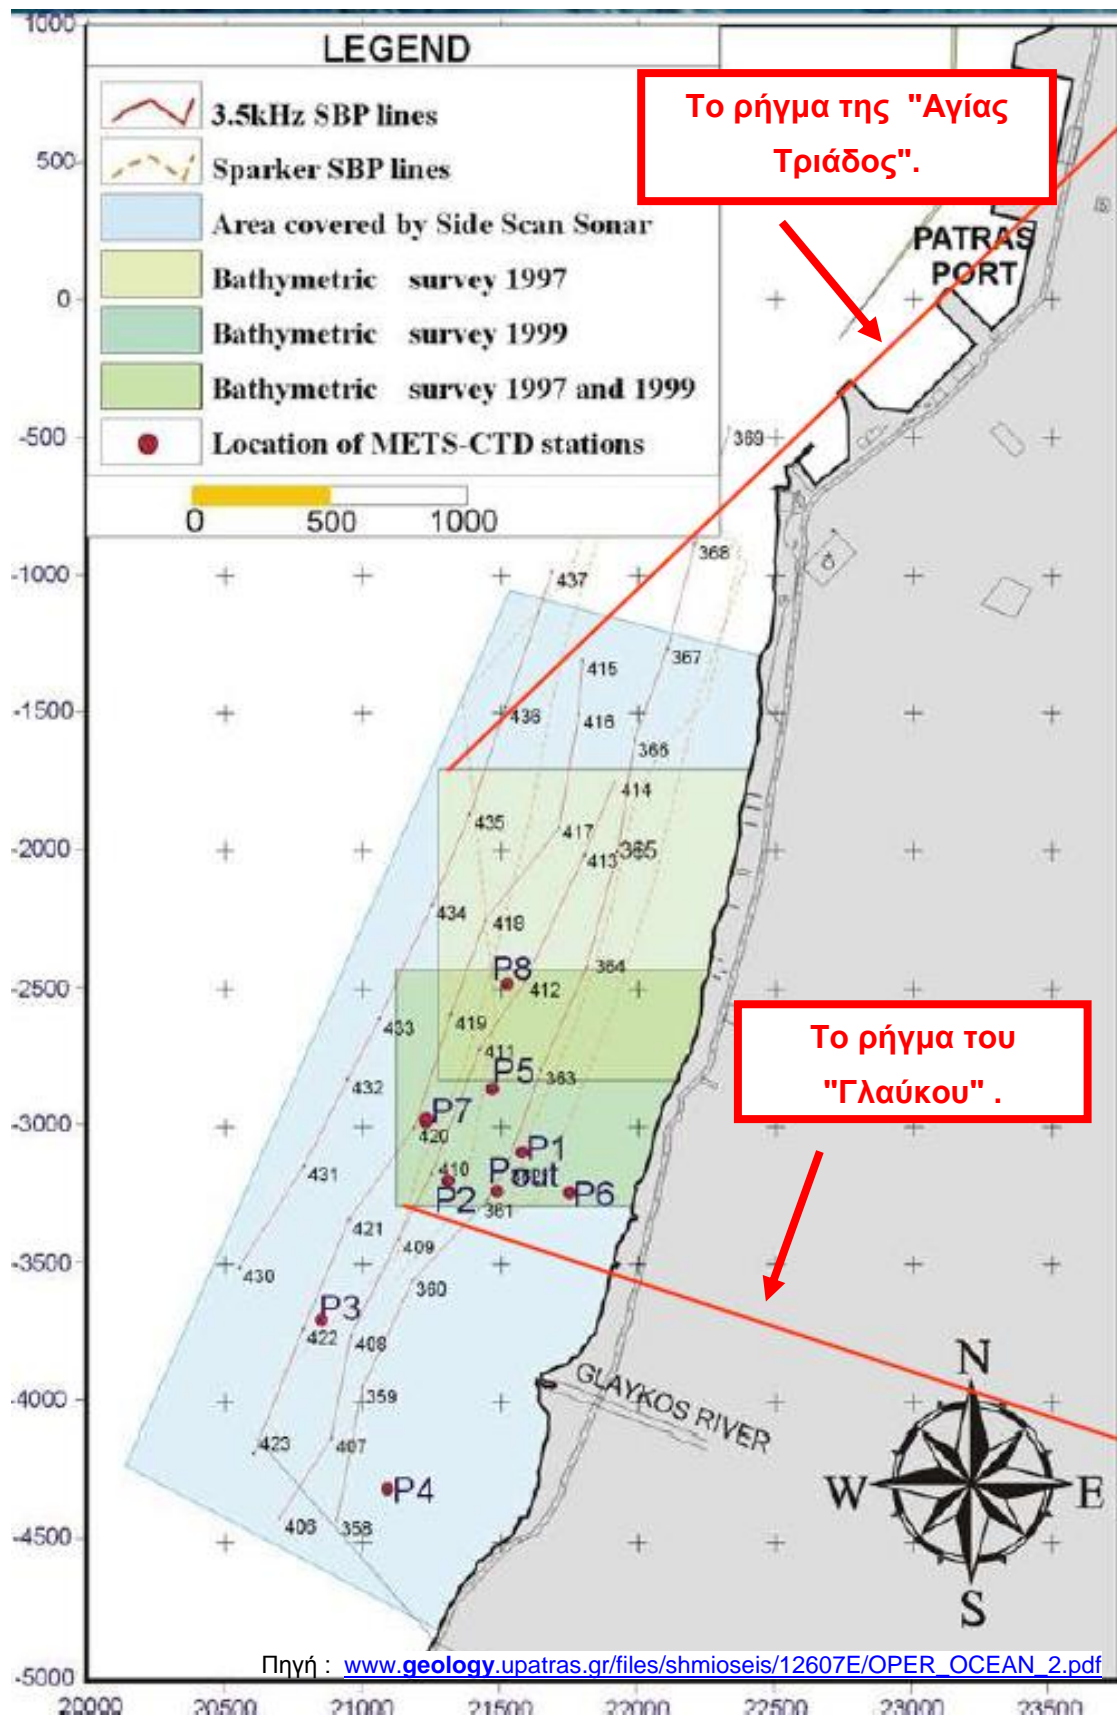 1000
LEGEND
3.5kHz SBP lines
Sparker SBP lines
Area covered by Side Scan Sonar
Bathymetric survey 1997
Bathymetric survey 1999
Bathymetric survey 1997 and 1999
Location of METS-CTD stations
0 500 1000
Το ρήγμα της "Αγίας
Τριάδος".
PATRAS
PORT
500
0
-500
369
368
-1000
437
367
415
-1500
436
416
366
414
435
417
-2000
413
365
434
418
364
P8
-2500
412
433
419
411
P5
363
432
Το ρήγμα του
"Γλαύκου" .
-3000
P7
420
P1
431
410
Pout
P2
P6
361
421
409
-3500
430
360
P3
422
408
GLAYKOS RIVER
-4000
359
423
407
N
W
E
S
P4
406
358
-4500
-5000
Πηγή : www.geology.upatras.gr/files/shmioseis/12607E/OPER_OCEAN_2.pdf
20000 20500 21000 21500 22000 22500 23000 23500